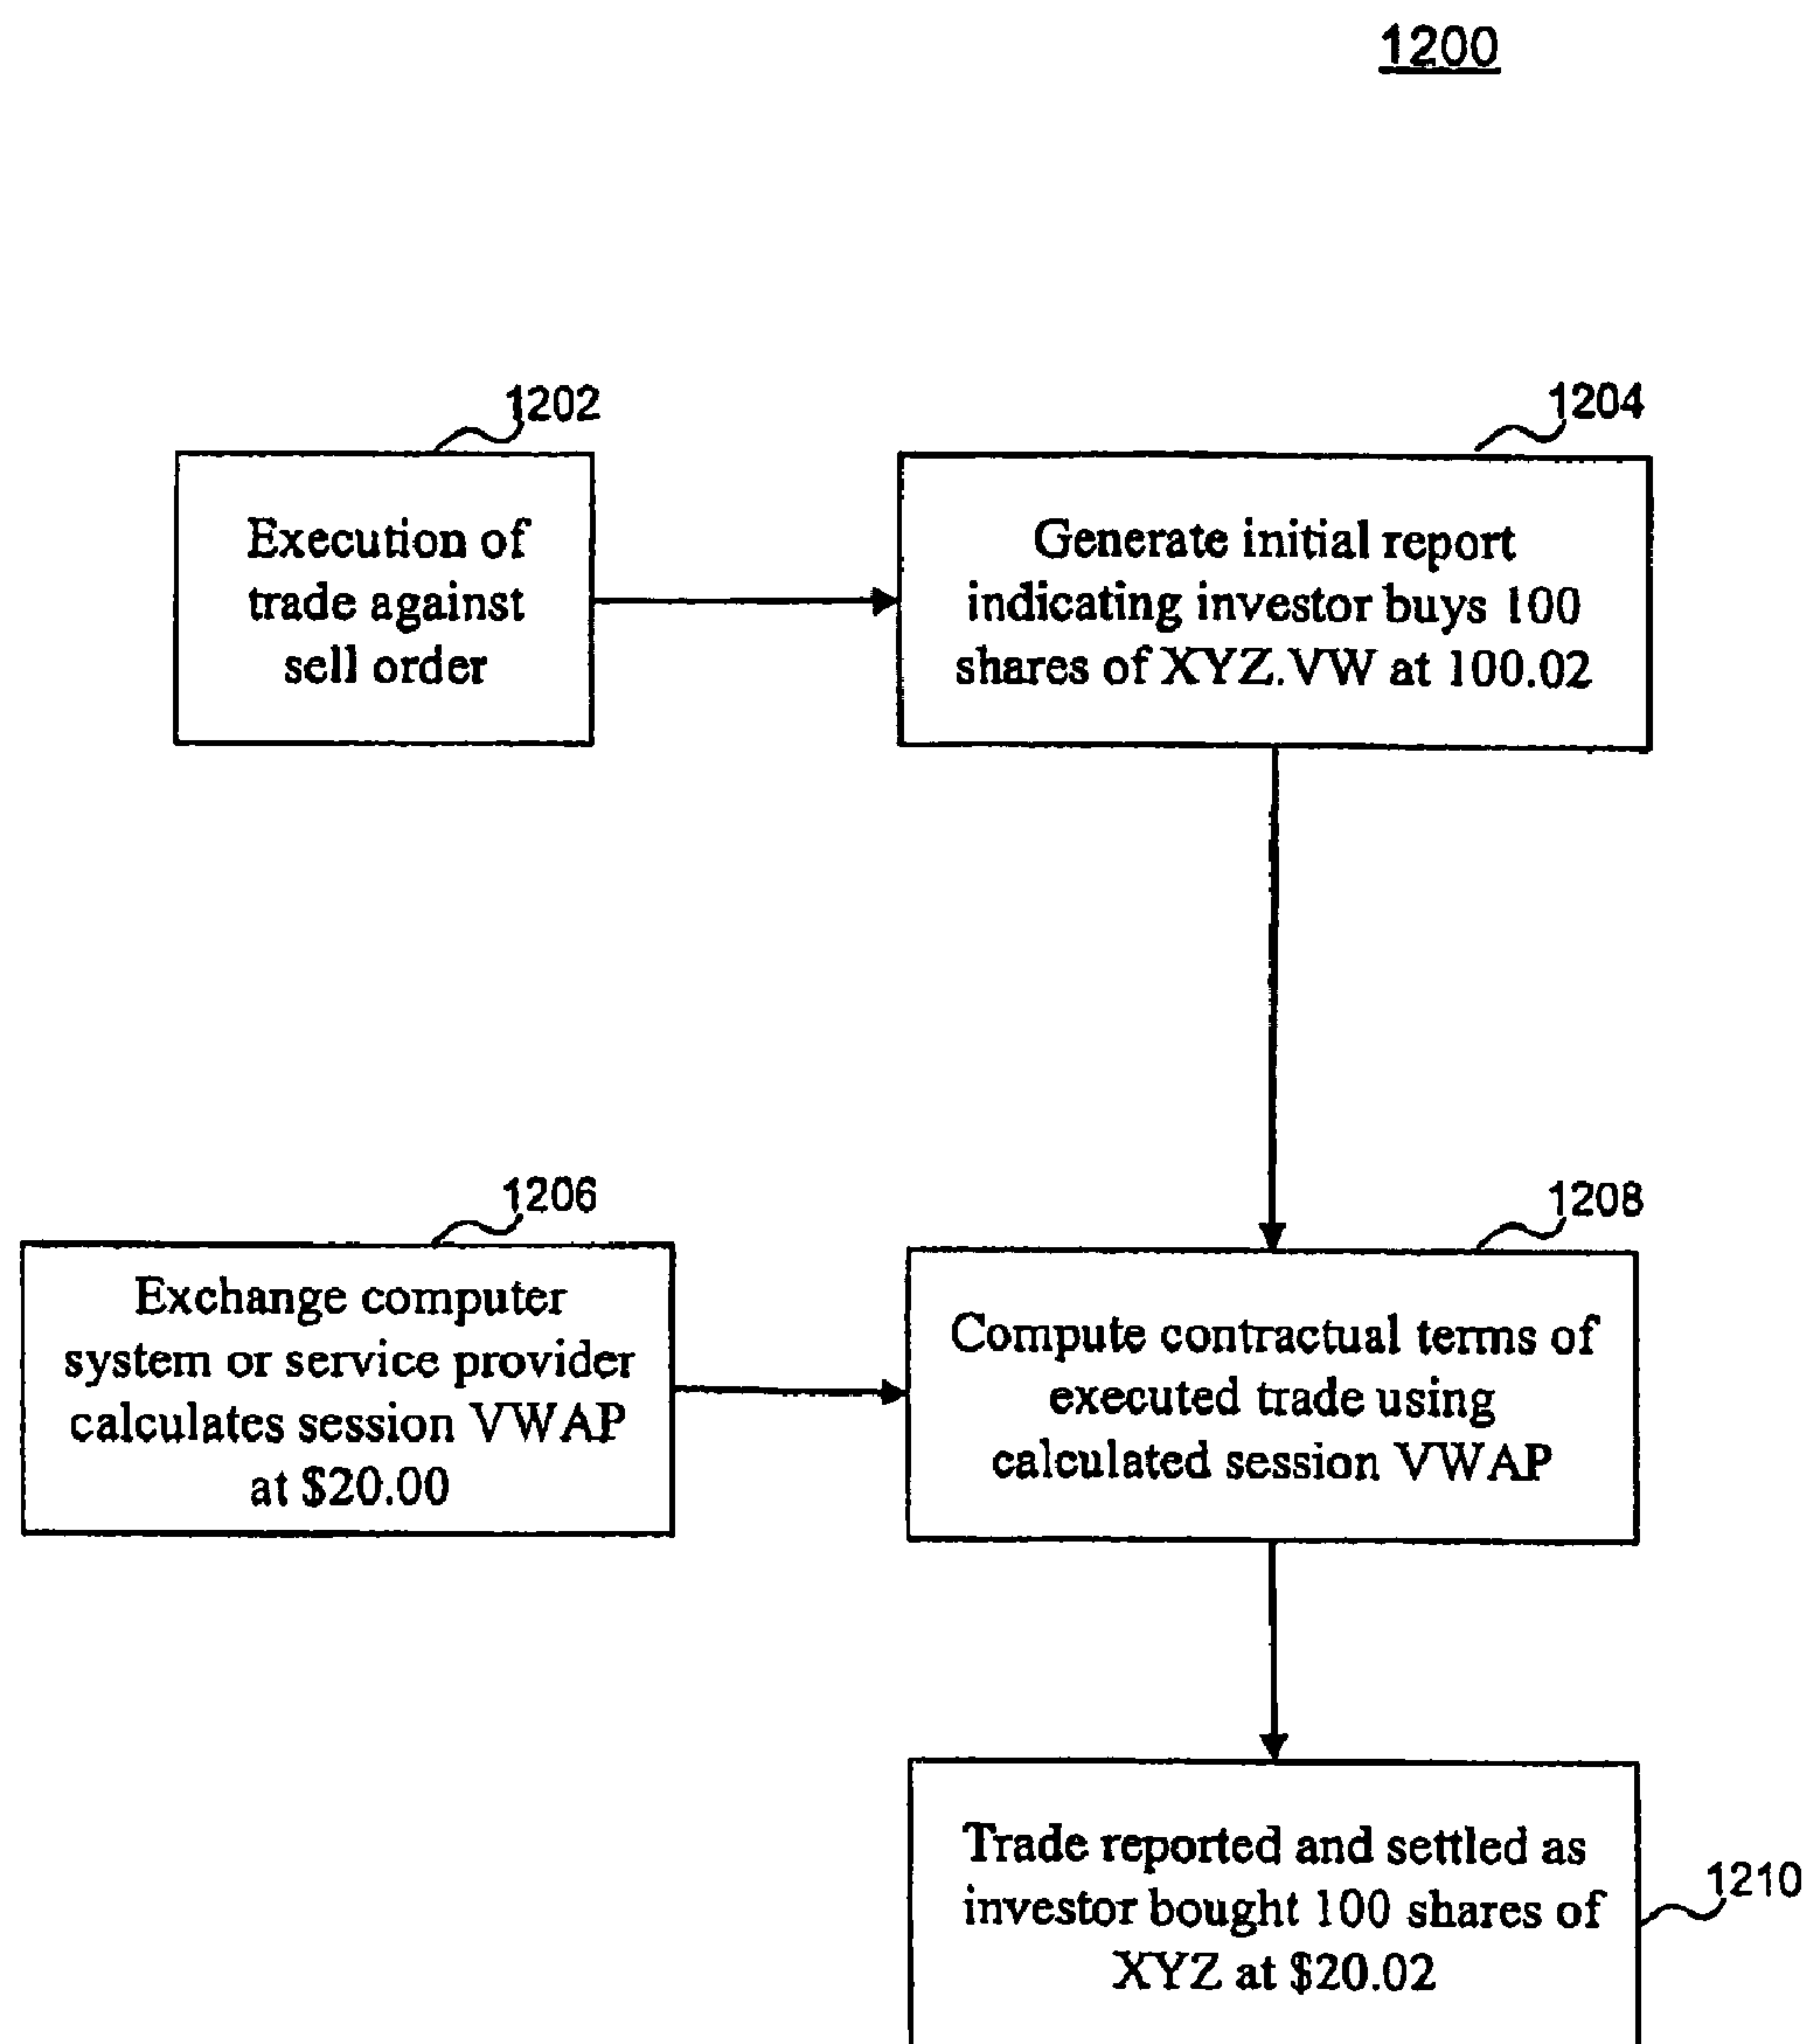 1200
1202
Execution of
trade against
sell order
1204
Generate initial report
indicating investor buys 100
shares of XYZ.VW at 100.02
1206
Exchange computer
system or service provider
calculates session VWAP
at $20.00
1208
Compute contractual terms of
executed trade using
calculated session VWAP
Trade reported and settled as
investor bought 100 shares of
XYZ at $20.02
1210